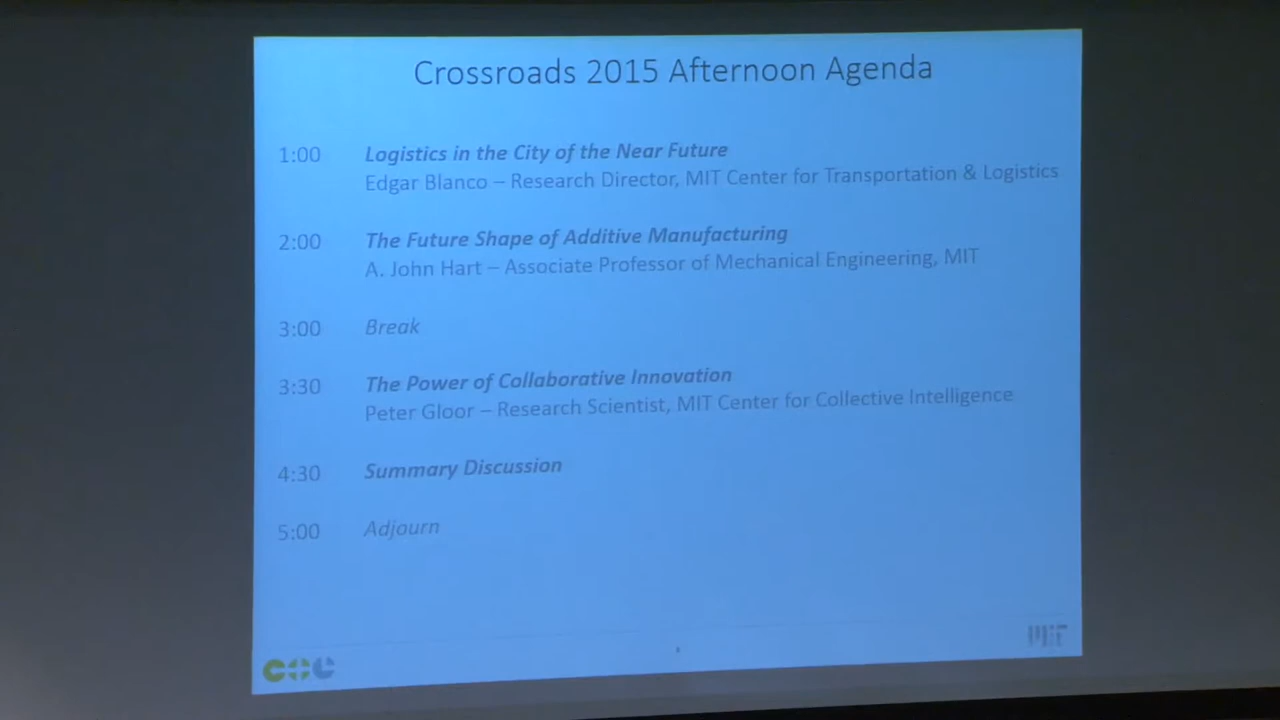 Crossroads 2015 Afternoon Agenda
1:00 Logistics in the City of the Near Future
Edgar Blanco – Research Director, MIT Center for Transportation & Logistics
2:00 The Future Shape of Additive Manufacturing
A. John Hart – Associate Professor of Mechanical Engineering, MIT
3:00 Break
3:30 The Power of Collaborative Innovation
Peter Gloor – Research Scientist, MIT Center for Collective Intelligence
4:30 Summary Discussion
5:00 Adjourn
MIT